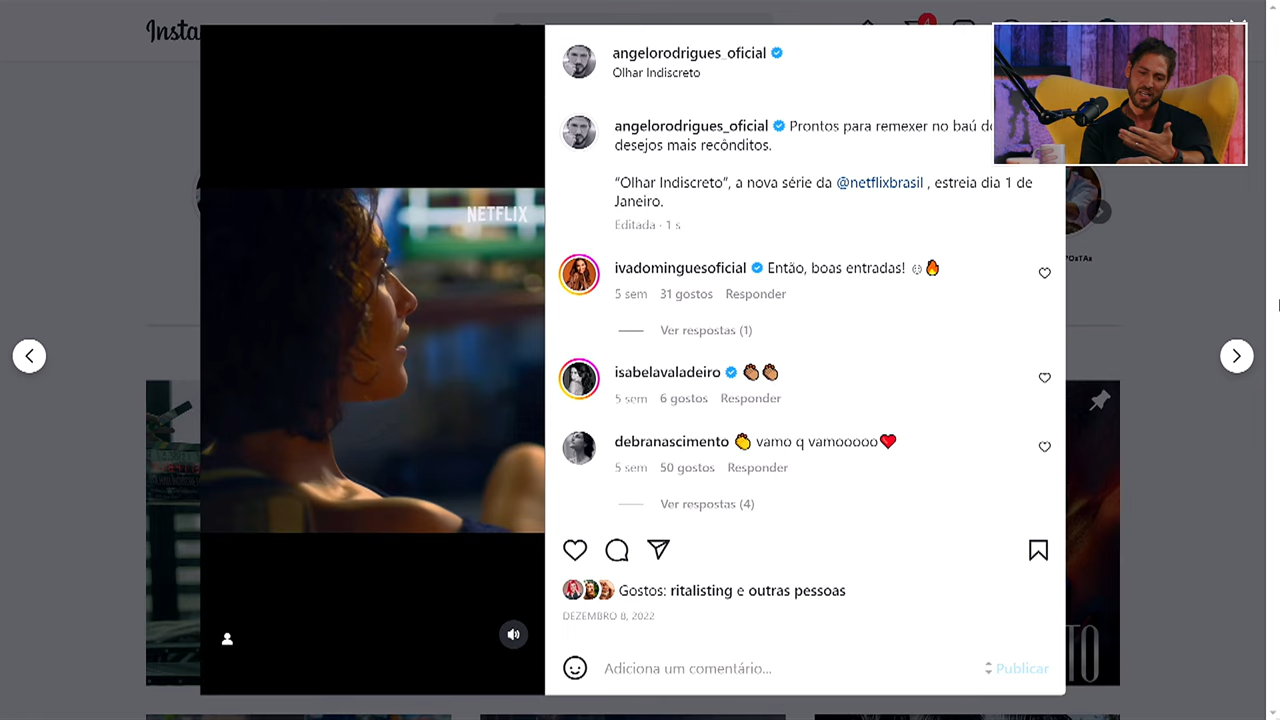 Insta
4
angelorodrigues_oficial
Olhar Indiscreto
angelorodrigues_oficial Prontos para remexer no baú
desejos mais recônditos.
“Olhar Indiscreto”, a nova série da @netflixbrasil , estreia dia 1 de
Janeiro.
Editada · 1 s
NETFLIX
ivadominguesoficial Então, boas entradas! 🔥
5 sem 31 gostos Responder
Ver respostas (1)
isabelavaladeiro 👏🏽👏🏽
5 sem 6 gostos Responder
debranascimento 👏 vamo q vamooooo❤️
5 sem 50 gostos Responder
Ver respostas (4)
Gostos: ritalisting e outras pessoas
DEZEMBRO 8, 2022
Adiciona um comentário...
Publicar